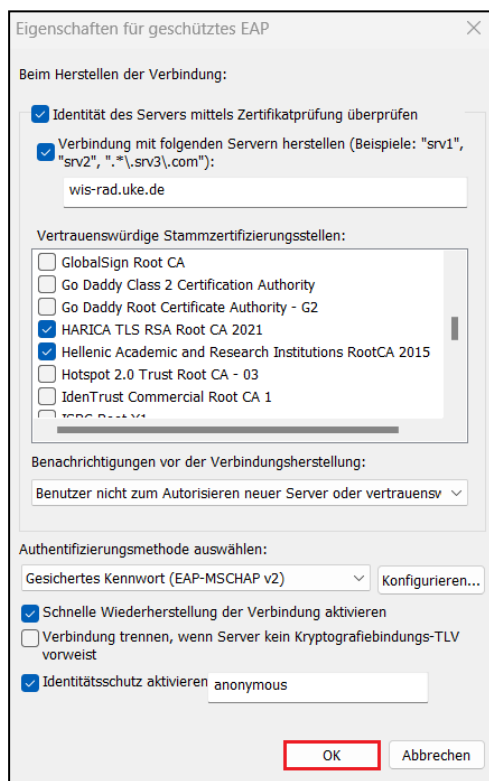 Eigenschaften für geschütztes EAP
Beim Herstellen der Verbindung:
Identität des Servers mittels Zertifikatprüfung überprüfen
Verbindung mit folgenden Servern herstellen (Beispiele: "srv1",
"srv2", ".*\.srv3\.com"):
wis-rad.uke.de
Vertrauenswürdige Stammzertifizierungsstellen:
GlobalSign Root CA
Go Daddy Class 2 Certification Authority
Go Daddy Root Certificate Authority - G2
HARICA TLS RSA Root CA 2021
Hellenic Academic and Research Institutions RootCA 2015
Hotspot 2.0 Trust Root CA - 03
IdenTrust Commercial Root CA 1
Benachrichtigungen vor der Verbindungsherstellung:
Benutzer nicht zum Autorisieren neuer Server oder vertrauensw
Authentifizierungsmethode auswählen:
Gesichertes Kennwort (EAP-MSCHAP v2)
Konfigurieren...
Schnelle Wiederherstellung der Verbindung aktivieren
Verbindung trennen, wenn Server kein Kryptografiebindungs-TLV
vorweist
Identitätsschutz aktivieren anonymous
OK
Abbrechen